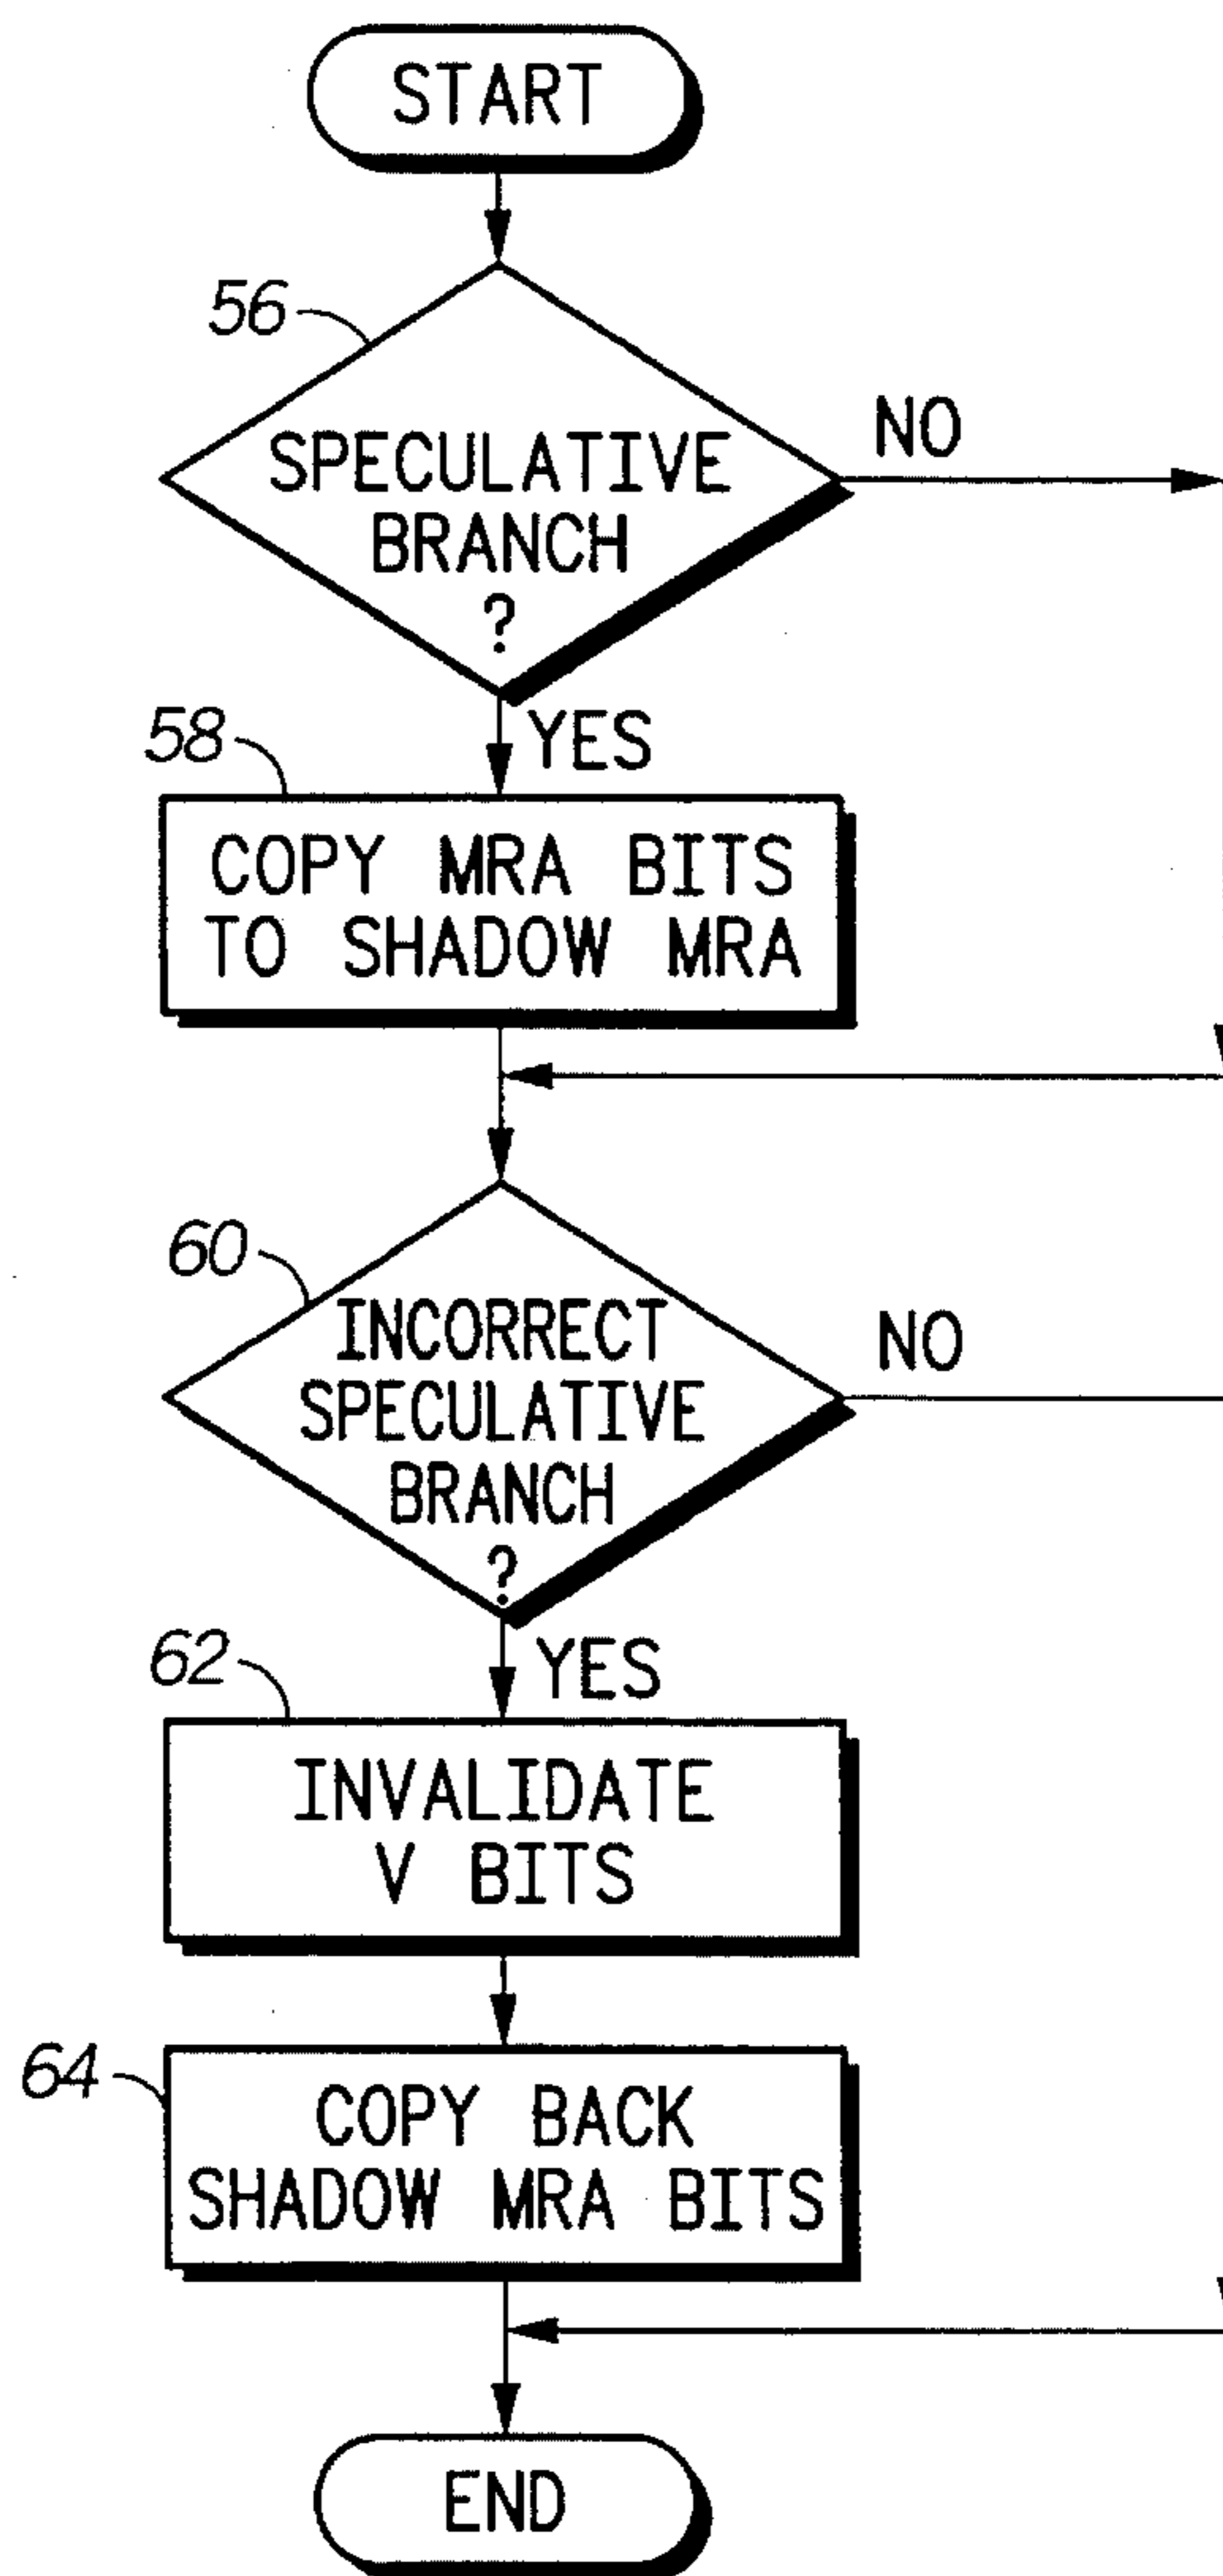 START
56
SPECULATIVE
BRANCH
?
NO
YES
58
COPY MRA BITS
TO SHADOW MRA
60
INCORRECT
SPECULATIVE
BRANCH
?
NO
YES
62
INVALIDATE
V BITS
64
COPY BACK
SHADOW MRA BITS
END